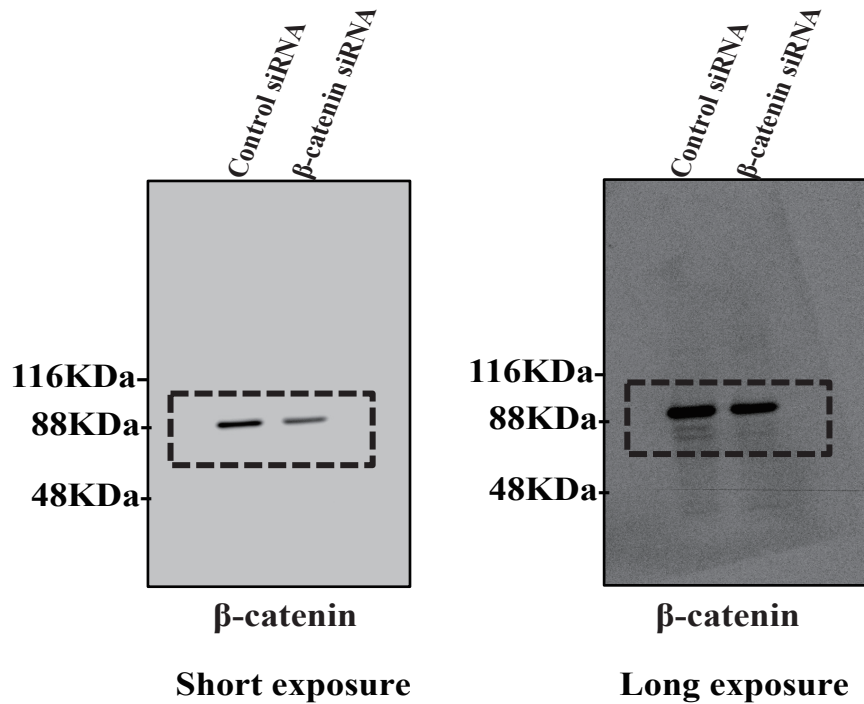 Control siRNA
β-catenin siRNA
116KDa-
88KDa-
48KDa-
β-catenin
Short exposure
Control siRNA
β-catenin siRNA
116KDa-
88KDa-
48KDa-
β-catenin
Long exposure